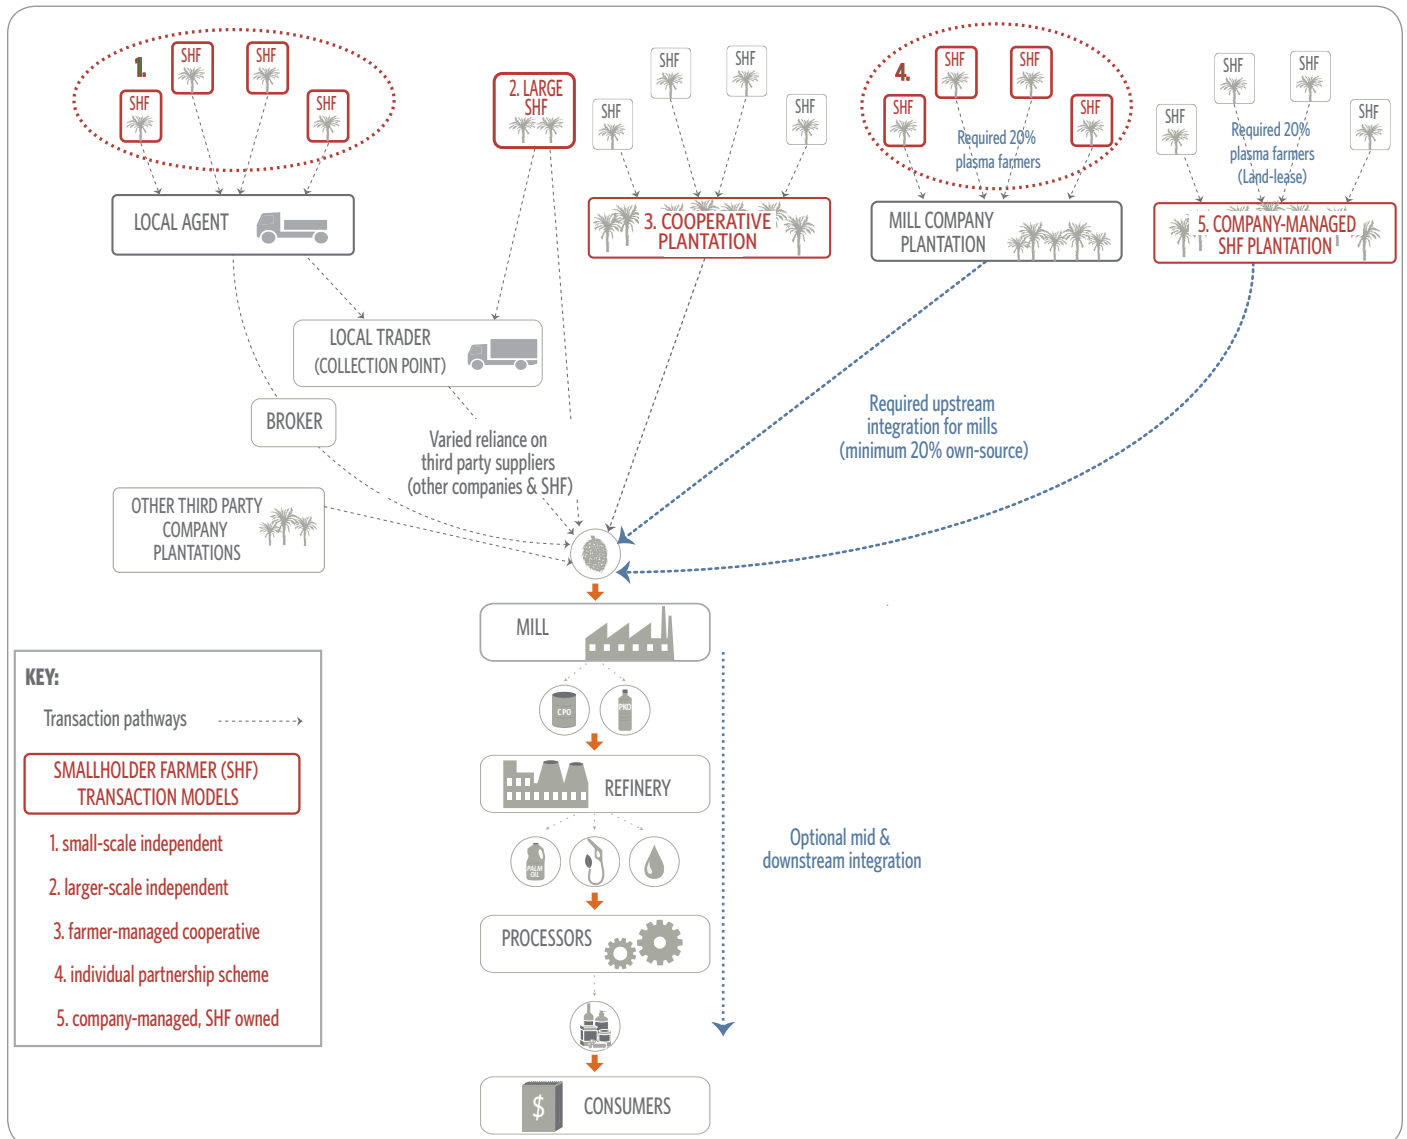 1.
SHF
SHF
SHF
SHF
2. LARGE
SHF
SHF
SHF
SHF
SHF
4.
SHF
SHF
SHF
SHF
Required 20%
plasma farmers
SHF
SHF
SHF
SHF
Required 20%
plasma farmers
(Land-lease)
LOCAL AGENT
3. COOPERATIVE
PLANTATION
MILL COMPANY
PLANTATION
5. COMPANY-MANAGED
SHF PLANTATION
LOCAL TRADER
(COLLECTION POINT)
BROKER
Varied reliance on
third party suppliers
(other companies & SHF)
Required upstream
integration for mills
(minimum 20% own-source)
OTHER THIRD PARTY
COMPANY
PLANTATIONS
MILL
CPO
PKO
REFINERY
PALM
OIL
Optional mid &
downstream integration
PROCESSORS
$
CONSUMERS
KEY:
Transaction pathways
SMALLHOLDER FARMER (SHF)
TRANSACTION MODELS
1. small-scale independent
2. larger-scale independent
3. farmer-managed cooperative
4. individual partnership scheme
5. company-managed, SHF owned